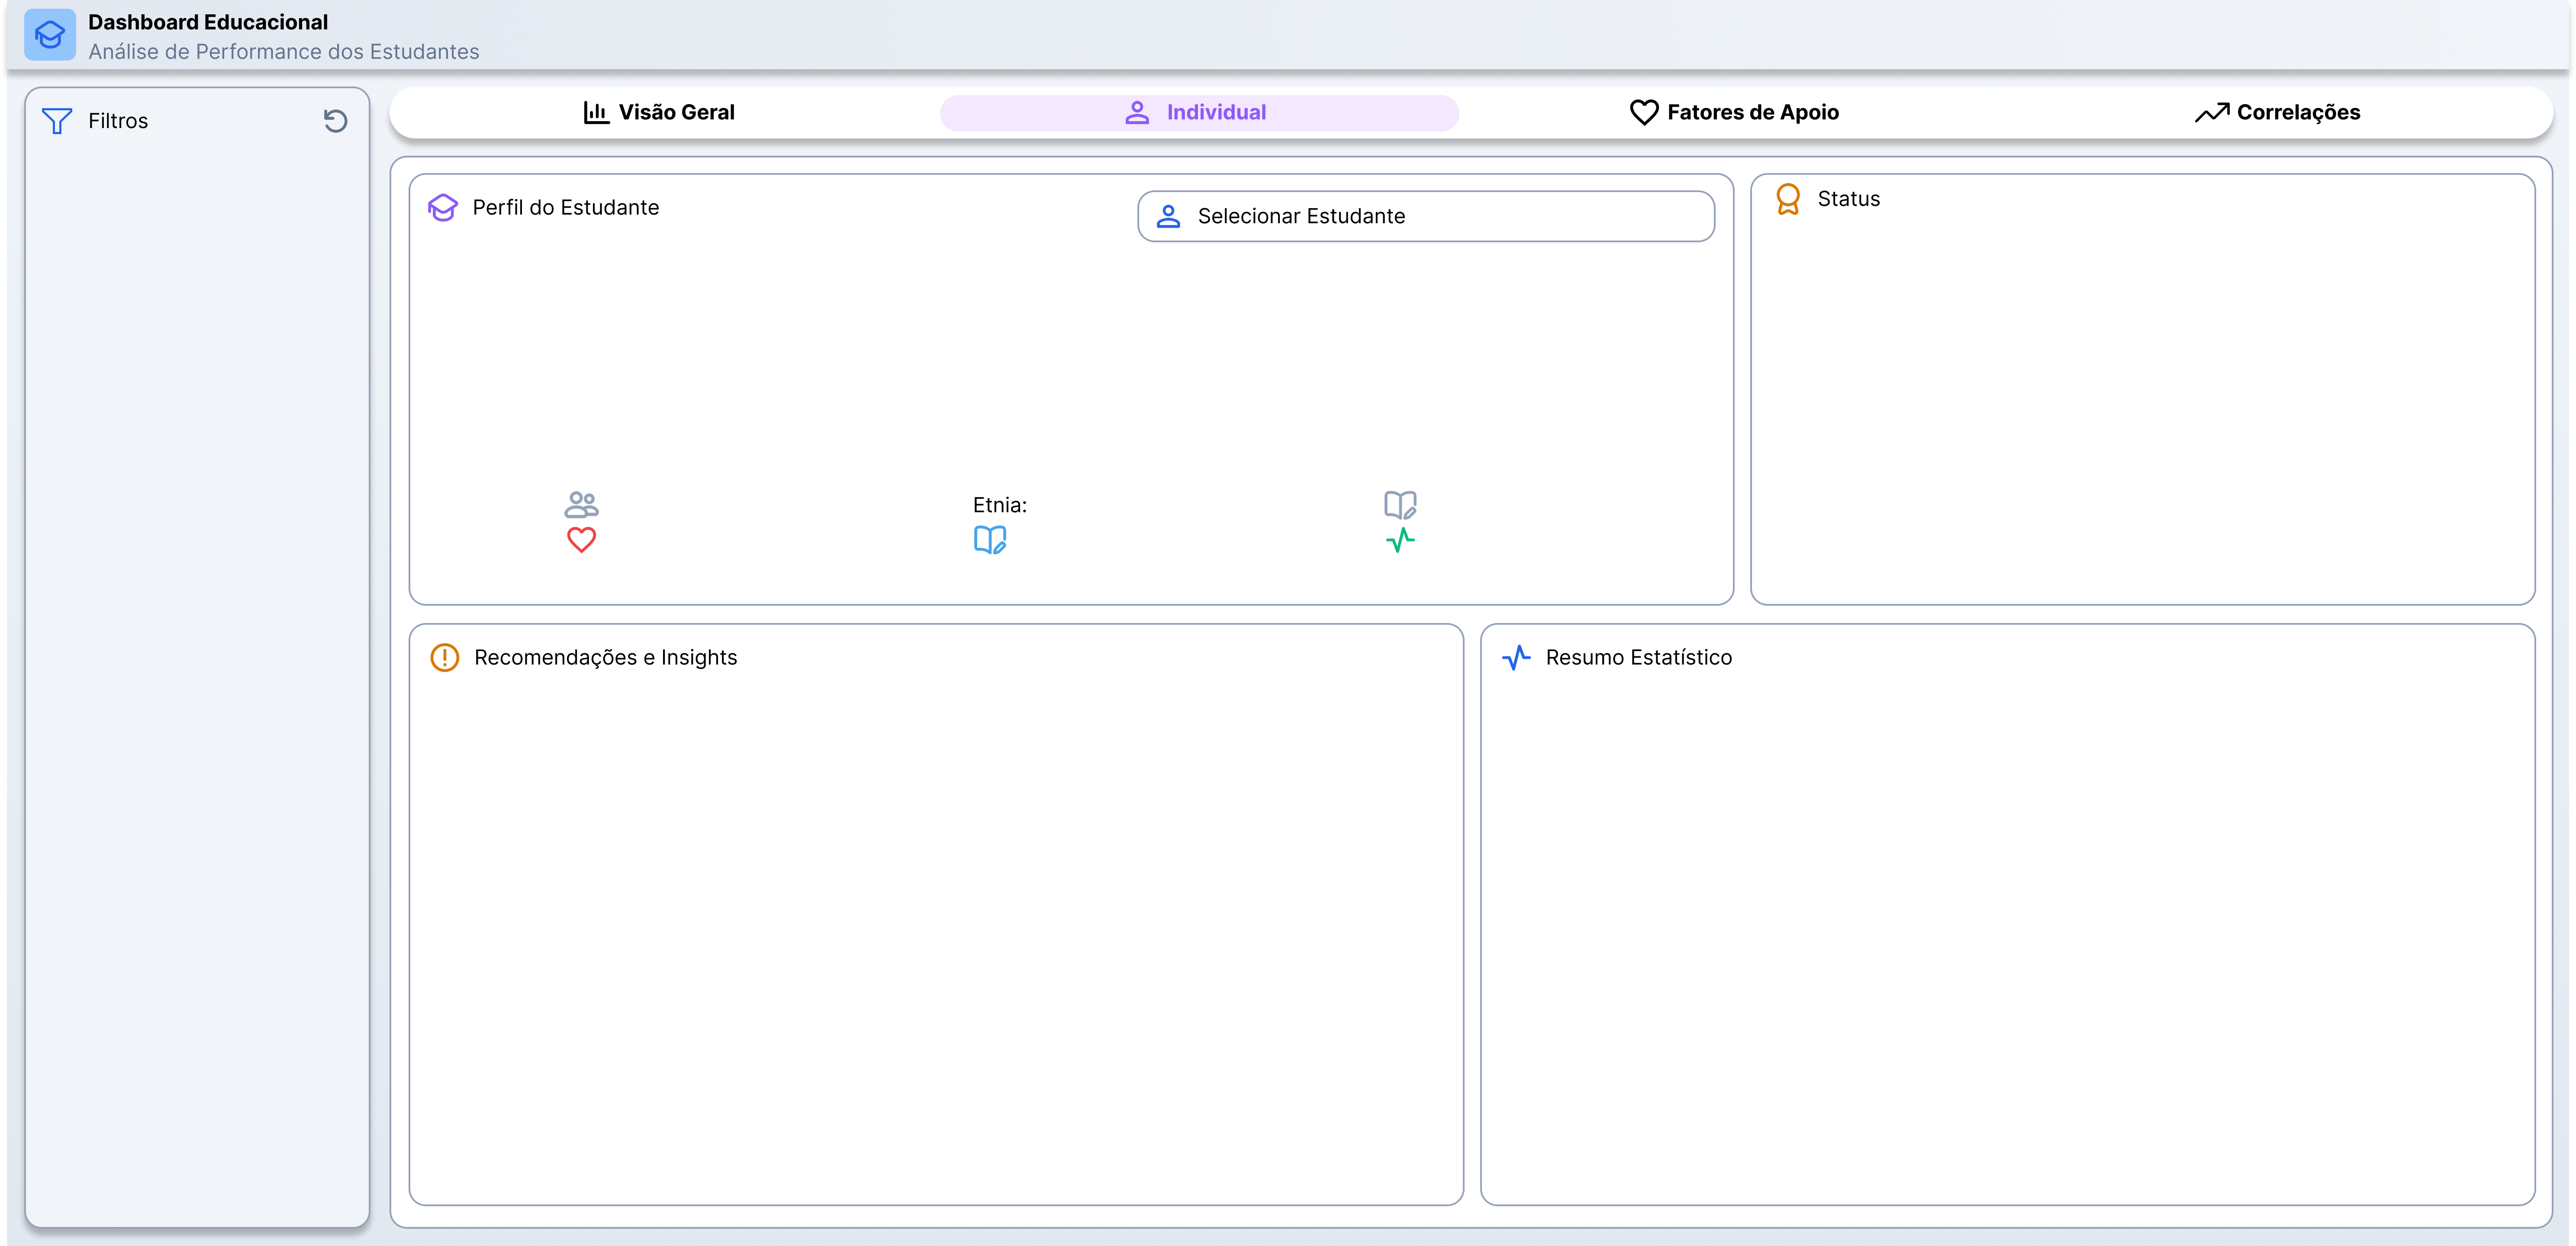 Dashboard Educacional
Análise de Performance dos Estudantes
Filtros
Visão Geral
Individual
Fatores de Apoio
Correlações
Perfil do Estudante
Selecionar Estudante
Status
Etnia:
Recomendações e Insights
Resumo Estatístico